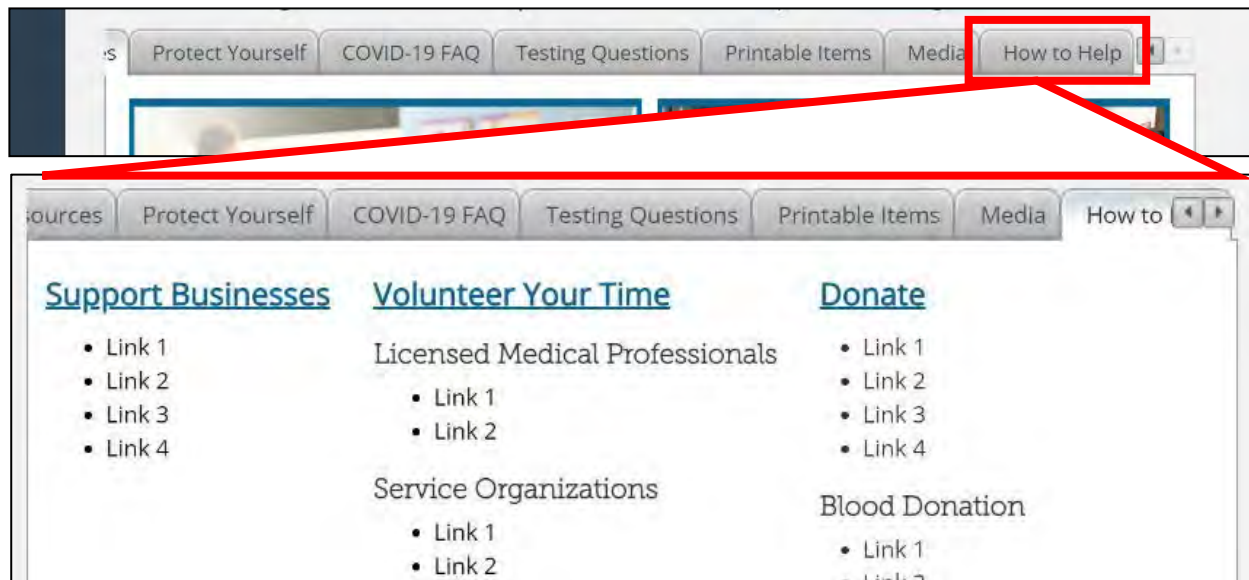 Protect Yourself COVID-19 FAQ Testing Questions Printable Items Media How to Help
sources Protect Yourself COVID-19 FAQ Testing Questions Printable Items Media How to
Support Businesses
• Link 1
• Link 2
• Link 3
• Link 4
Volunteer Your Time
Licensed Medical Professionals
• Link 1
• Link 2
Service Organizations
• Link 1
• Link 2
Donate
• Link 1
• Link 2
• Link 3
• Link 4
Blood Donation
• Link 1